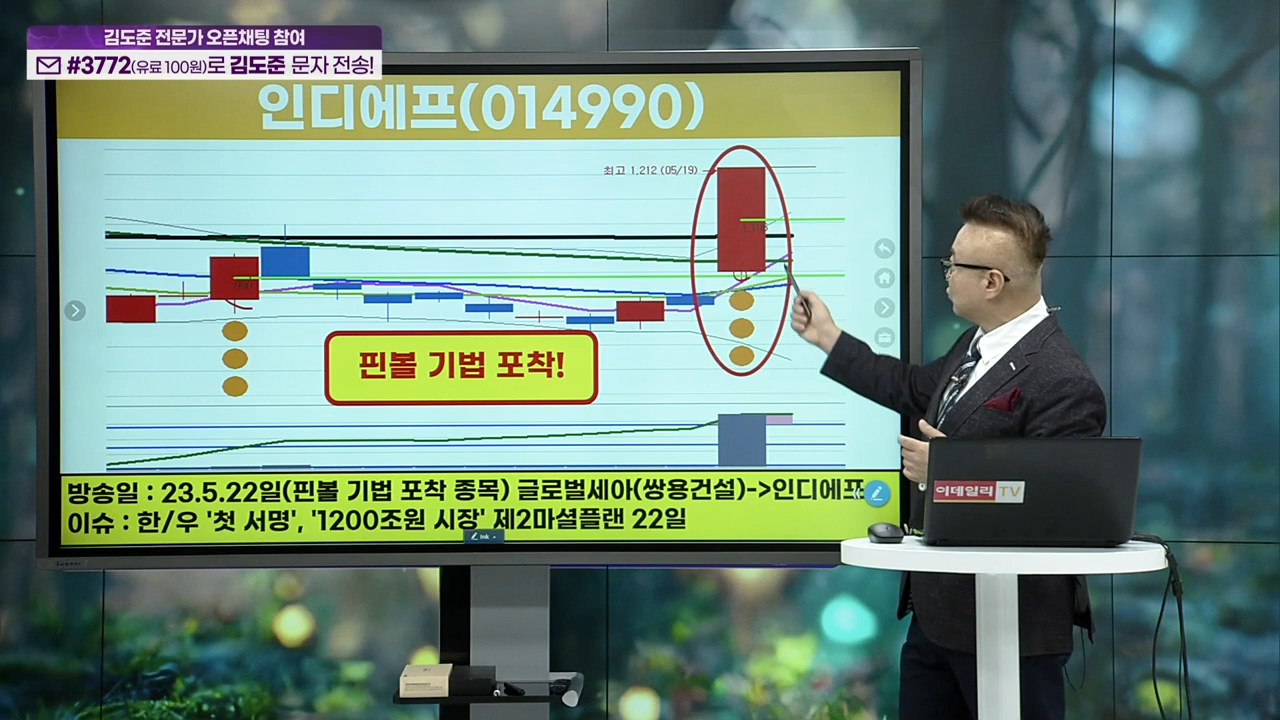 김도준 전문가 오픈채팅 참여
#3772(유료 100원)로 김도준 문자 전송!
인디에프(014990)
최고 1,212 (05/19)
핀볼 기법 포착!
방송일 : 23.5.22일(핀볼 기법 포착 종목) 글로벌세아(쌍용건설)->인디에프
이슈 : 한/우 '첫 서명', '1200조원 시장' 제2마셜플랜 22일
Ink
이데일리 TV